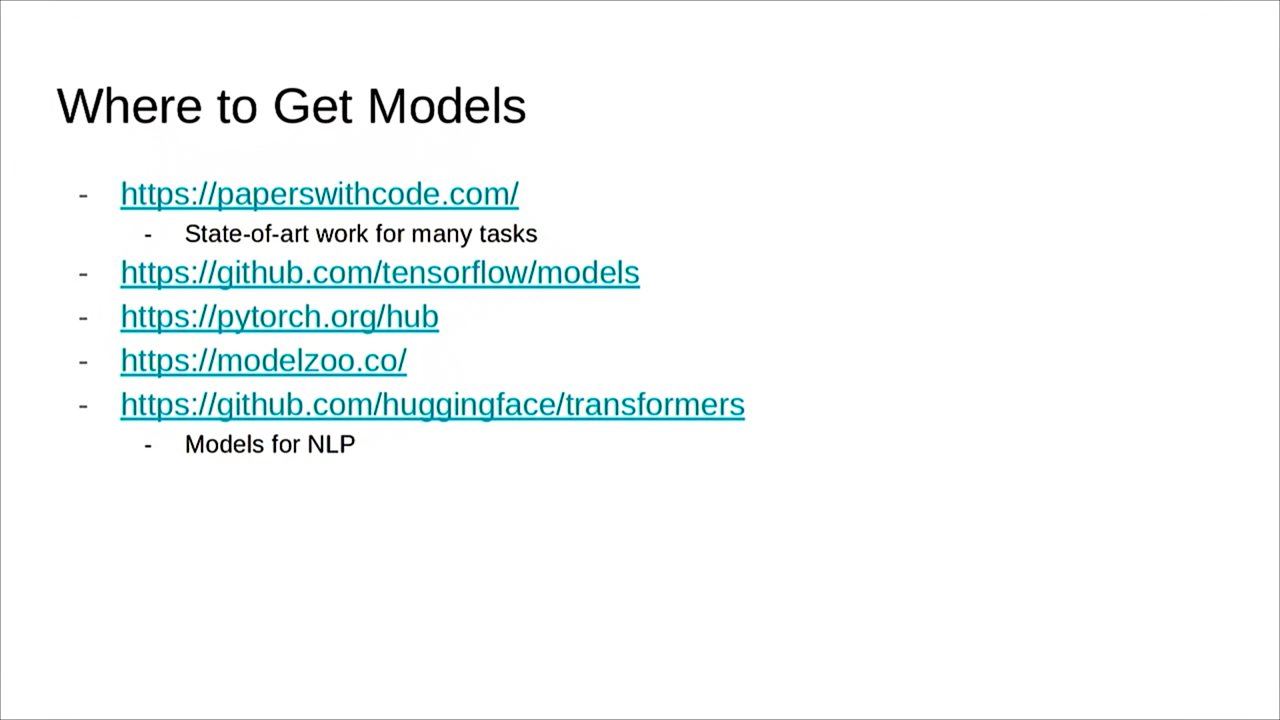 Where to Get Models
- https://paperswithcode.com/
- State-of-art work for many tasks
- https://github.com/tensorflow/models
- https://pytorch.org/hub
- https://modelzoo.co/
- https://github.com/huggingface/transformers
- Models for NLP